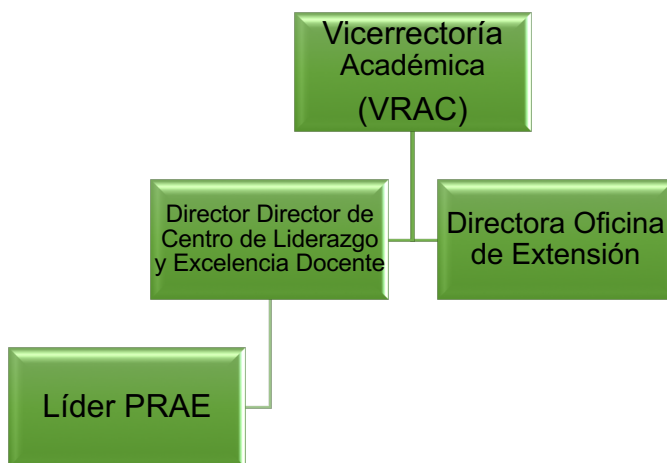 Vicerrectoría
Académica
(VRAC)
Director Director de
Centro de Liderazgo
y Excelencia Docente
Directora Oficina
de Extensión
Líder PRAE